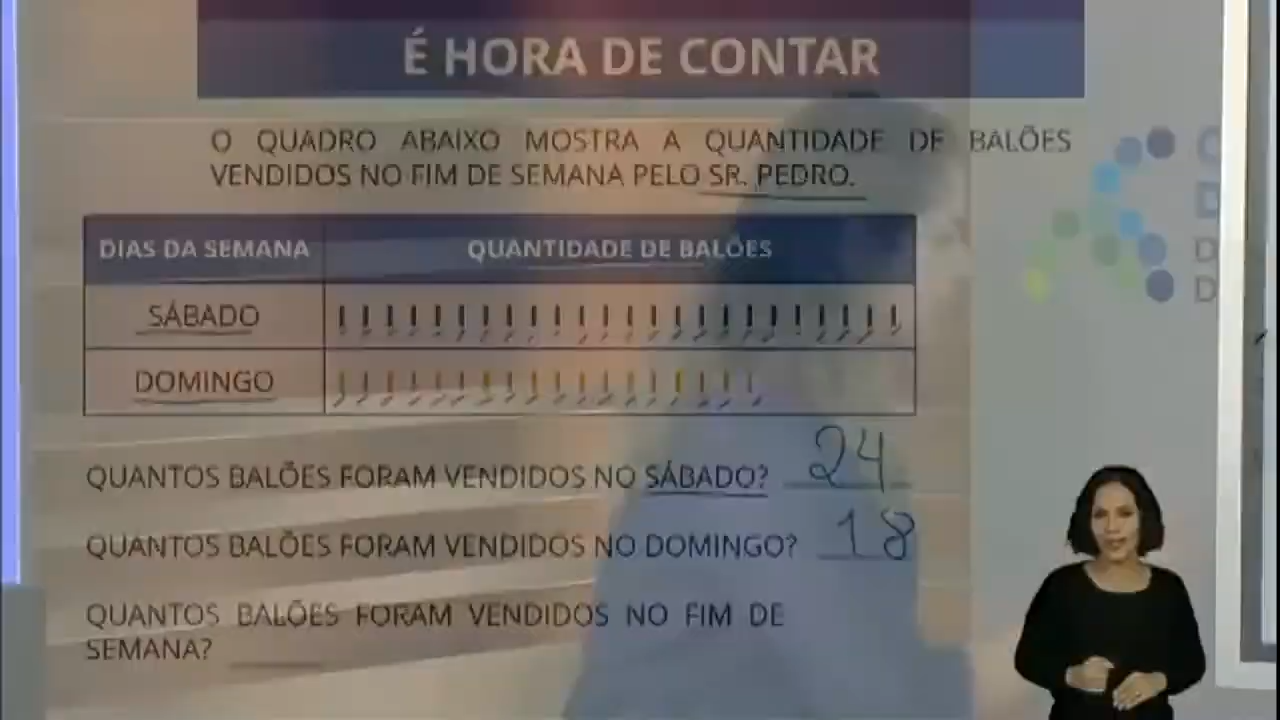 É HORA DE CONTAR
O QUADRO ABAIXO MOSTRA A QUANTIDADE DE BALÕES
VENDIDOS NO FIM DE SEMANA PELO SR. PEDRO.
DIAS DA SEMANA QUANTIDADE DE BALÕES
SÁBADO
DOMINGO
QUANTOS BALÕES FORAM VENDIDOS NO SÁBADO? 24
QUANTOS BALÕES FORAM VENDIDOS NO DOMINGO? 18
QUANTOS BALÕES FORAM VENDIDOS NO FIM DE
SEMANA?